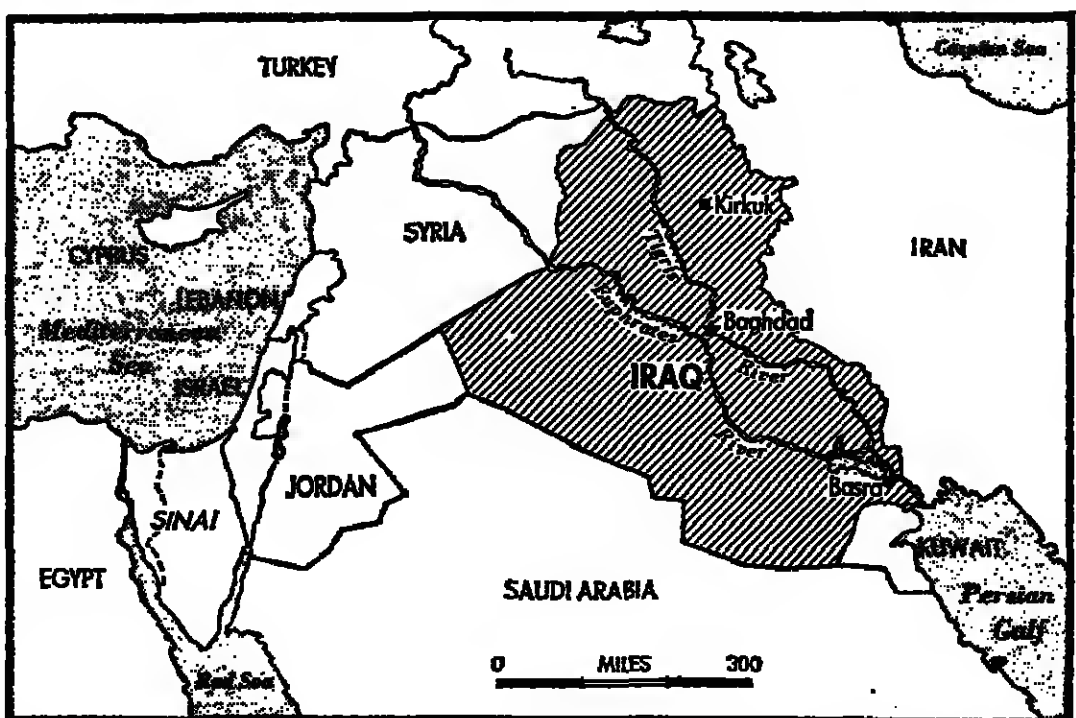 Caspian Sea
TURKEY
Kirkuk
SYRIA
IRAN
CYPRUS
Tigris
LEBANON
Euphrates
Mediterranean
Sea
Baghdad
IRAQ
River
ISRAEL
River
JORDAN
Basra
SINAI
KUWAIT
EGYPT
SAUDI ARABIA
Persian
Gulf
0 MILES 300
Red Sea